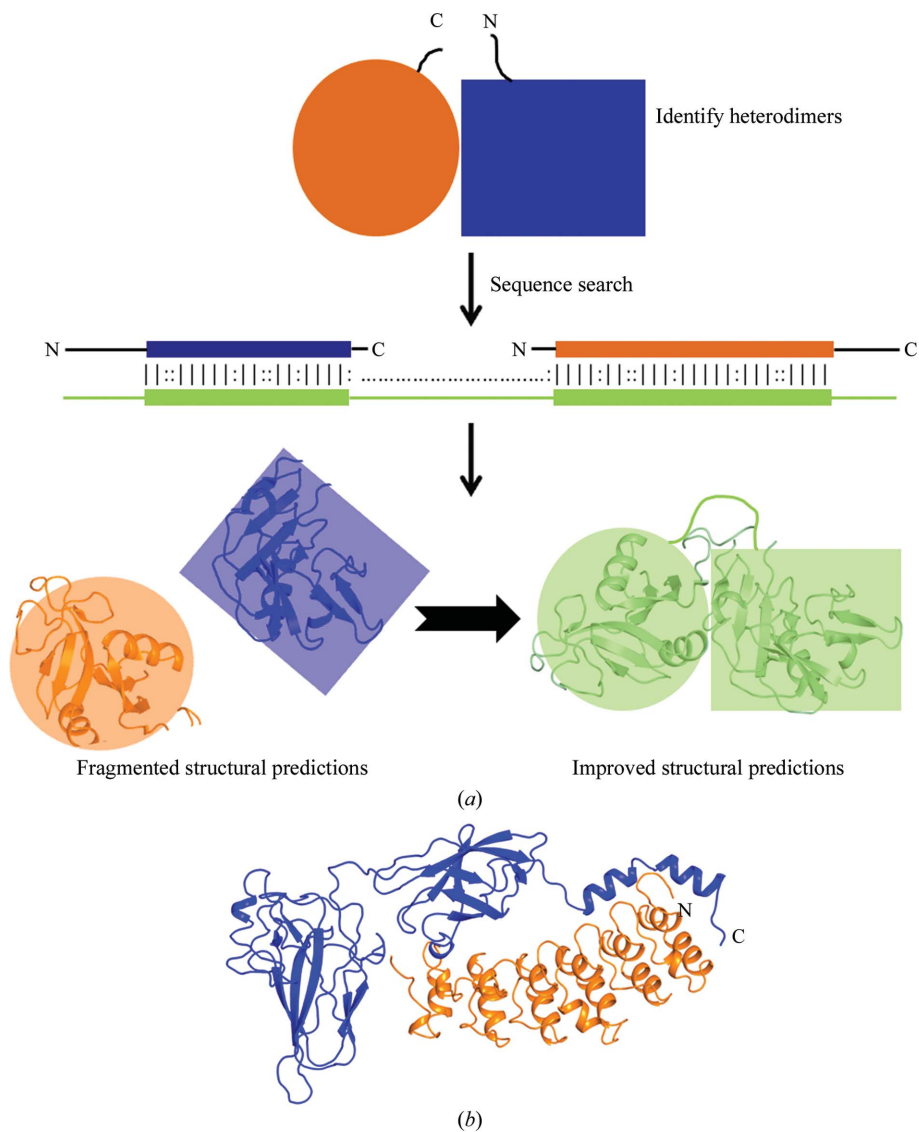 C N
Identify heterodimers
Sequence search
N C N C
Fragmented structural predictions
Improved structural predictions
(a)
N
C
(b)